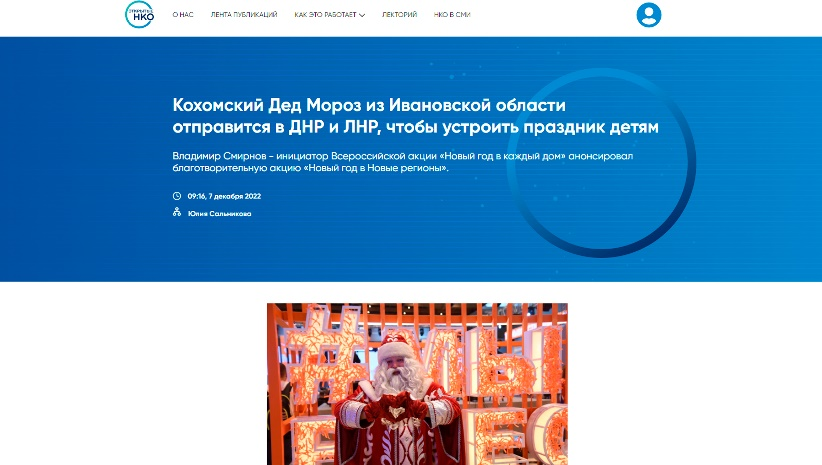 ОТКРЫТЫЕ
НКО
О НАС
ЛЕНТА ПУБЛИКАЦИЙ
КАК ЭТО РАБОТАЕТ
ЛЕКТОРИЙ
НКО В СМИ
Кохомский Дед Мороз из Ивановской области
отправится в ДНР и ЛНР, чтобы устроить праздник детям
Владимир Смирнов - инициатор Всероссийской акции «Новый год в каждый дом» анонсировал
благотворительную акцию «Новый год в Новые регионы».
09:16, 7 декабря 2022
Юлия Сальникова
#МЫ